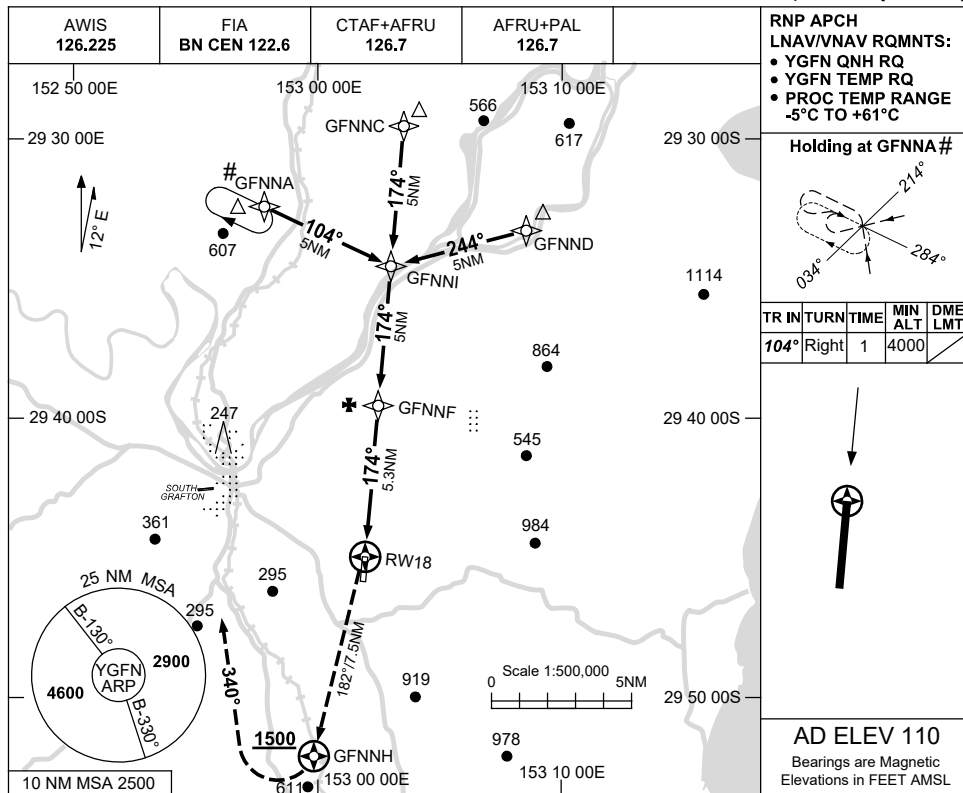 AWIS
126.225
FIA
BN CEN 122.6
CTAF+AFRU
126.7
AFRU+PAL
126.7
RNP APCH
LNAV/VNAV RQMNTS:
• YGFN QNH RQ
• YGFN TEMP RQ
• PROC TEMP RANGE
-5°C TO +61°C
152 50 00E
153 00 00E
153 10 00E
29 30 00E
29 30 00S
GFNNC
566
617
Holding at GFNNA #
214°
284°
034°
# GFNNA
174°
5NM
12° E
104°
5NM
607
244°
5NM
GFNND
GFNNI
1114
TR IN
TURN
TIME
MIN ALT
DME LMT
104°
Right
1
4000
174°
5NM
864
29 40 00S
247
GFNNF
29 40 00S
174°
5.3NM
545
SOUTH
GRAFTON
361
984
RW18
295
25 NM MSA
295
B-130°
YGFN
ARP
2900
4600
B-330°
340°
182°/7.5NM
919
Scale 1:500,000
0
5NM
29 50 00S
1500
GFNNH
978
AD ELEV 110
Bearings are Magnetic
Elevations in FEET AMSL
10 NM MSA 2500
611
153 00 00E
153 10 00E